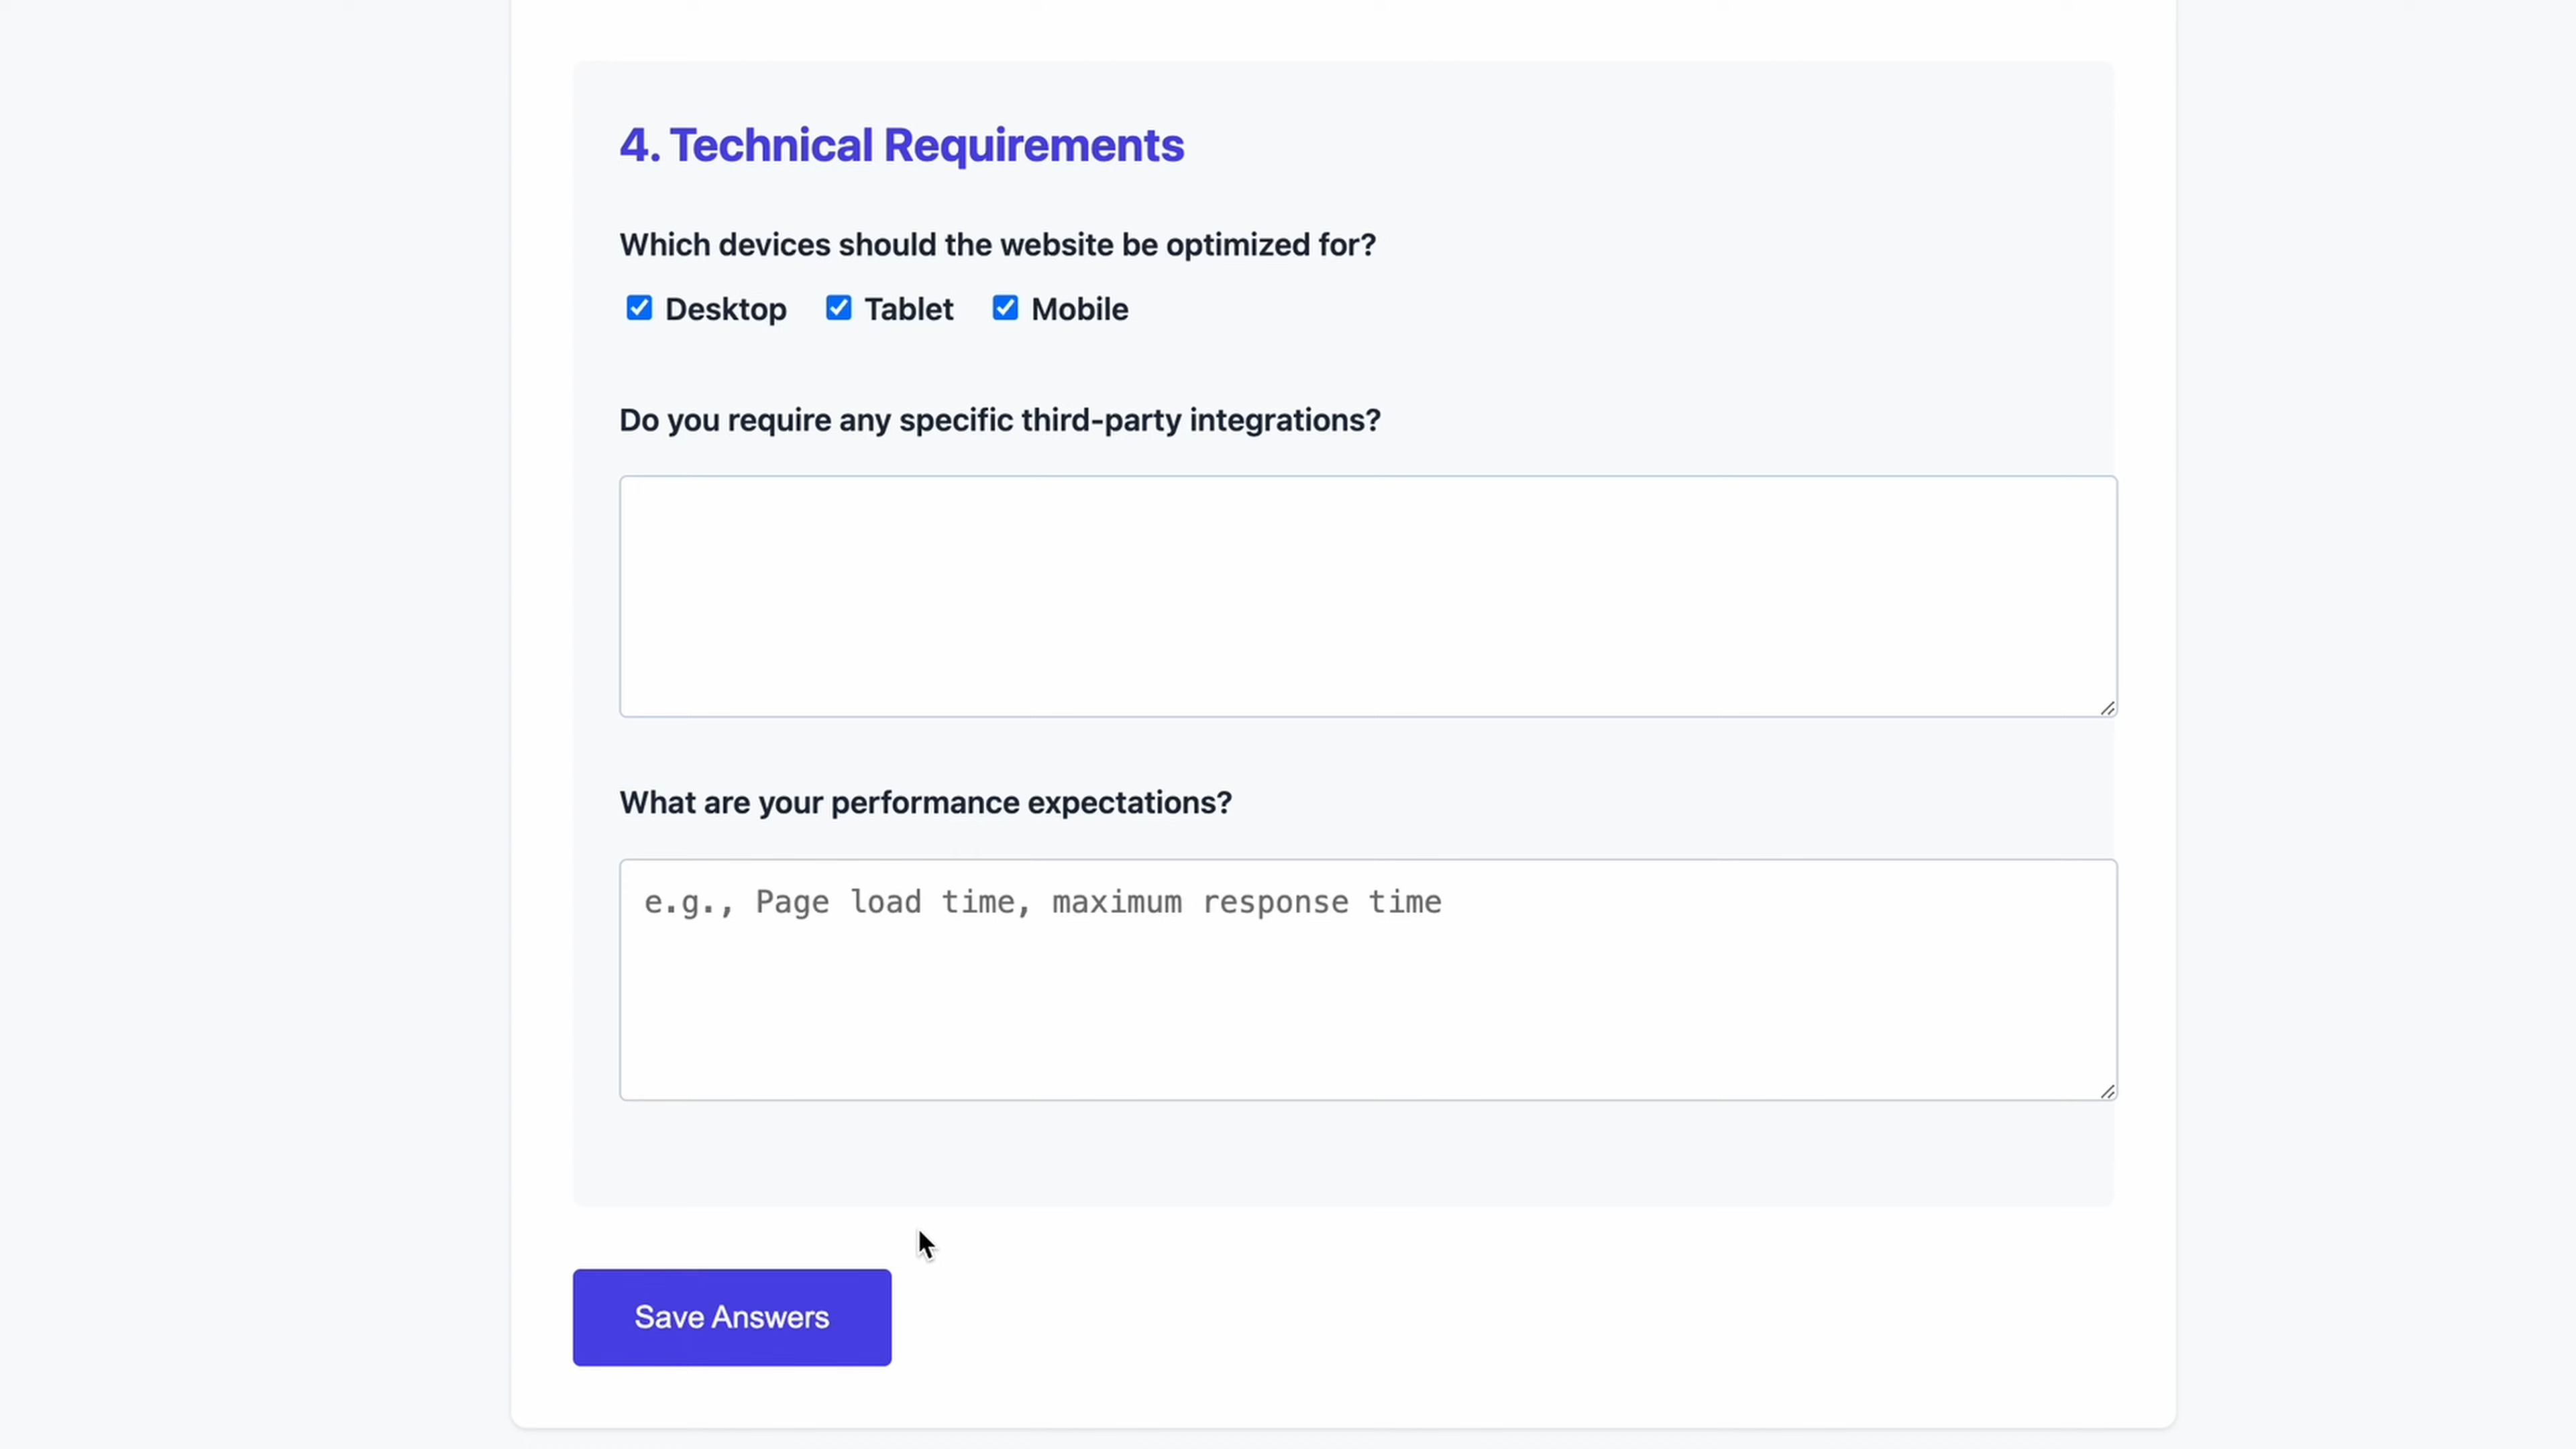 4. Technical Requirements
Which devices should the website be optimized for?
Desktop Tablet Mobile
Do you require any specific third-party integrations?
What are your performance expectations?
e.g., Page load time, maximum response time
Save Answers